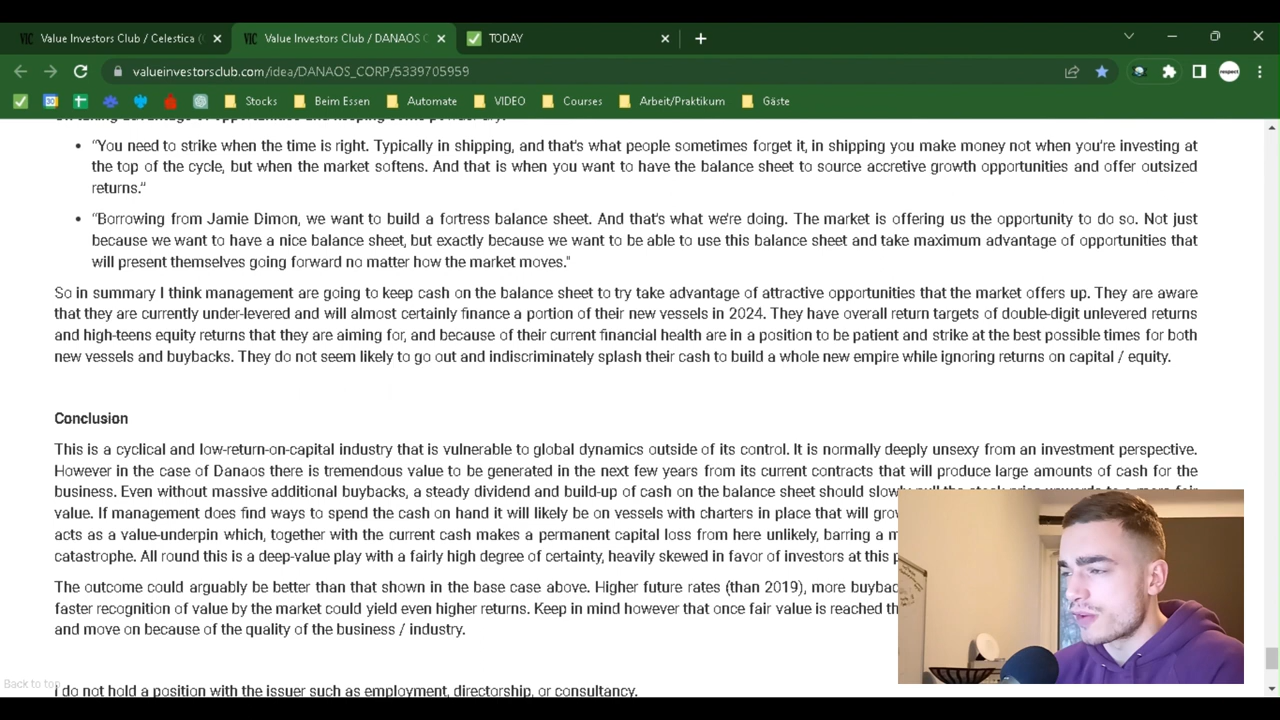 Value Investors Club / Celestica (
Value Investors Club / DANAOS C
TODAY
valueinvestorsclub.com/idea/DANAOS_CORP/5339705959
respect
Stocks
Beim Essen
Automate
VIDEO
Courses
Arbeit/Praktikum
Gäste
On taking advantage of opportunities and keeping some powder dry:
• “You need to strike when the time is right. Typically in shipping, and that's what people sometimes forget it, in shipping you make money not when you're investing at
the top of the cycle, but when the market softens. And that is when you want to have the balance sheet to source accretive growth opportunities and offer outsized
returns.”
• “Borrowing from Jamie Dimon, we want to build a fortress balance sheet. And that's what we're doing. The market is offering us the opportunity to do so. Not just
because we want to have a nice balance sheet, but exactly because we want to be able to use this balance sheet and take maximum advantage of opportunities that
will present themselves going forward no matter how the market moves."
So in summary I think management are going to keep cash on the balance sheet to try take advantage of attractive opportunities that the market offers up. They are aware
that they are currently under-levered and will almost certainly finance a portion of their new vessels in 2024. They have overall return targets of double-digit unlevered returns
and high-teens equity returns that they are aiming for, and because of their current financial health are in a position to be patient and strike at the best possible times for both
new vessels and buybacks. They do not seem likely to go out and indiscriminately splash their cash to build a whole new empire while ignoring returns on capital / equity.
Conclusion
This is a cyclical and low-return-on-capital industry that is vulnerable to global dynamics outside of its control. It is normally deeply unsexy from an investment perspective.
However in the case of Danaos there is tremendous value to be generated in the next few years from its current contracts that will produce large amounts of cash for the
business. Even without massive additional buybacks, a steady dividend and build-up of cash on the balance sheet should slowly pull the stock price upwards to a more fair
value. If management does find ways to spend the cash on hand it will likely be on vessels with charters in place that will grow
acts as a value-underpin which, together with the current cash makes a permanent capital loss from here unlikely, barring a m
catastrophe. All round this is a deep-value play with a fairly high degree of certainty, heavily skewed in favor of investors at this p
The outcome could arguably be better than that shown in the base case above. Higher future rates (than 2019), more buybac
faster recognition of value by the market could yield even higher returns. Keep in mind however that once fair value is reached th
and move on because of the quality of the business / industry.
Back to top
I do not hold a position with the issuer such as employment, directorship, or consultancy.